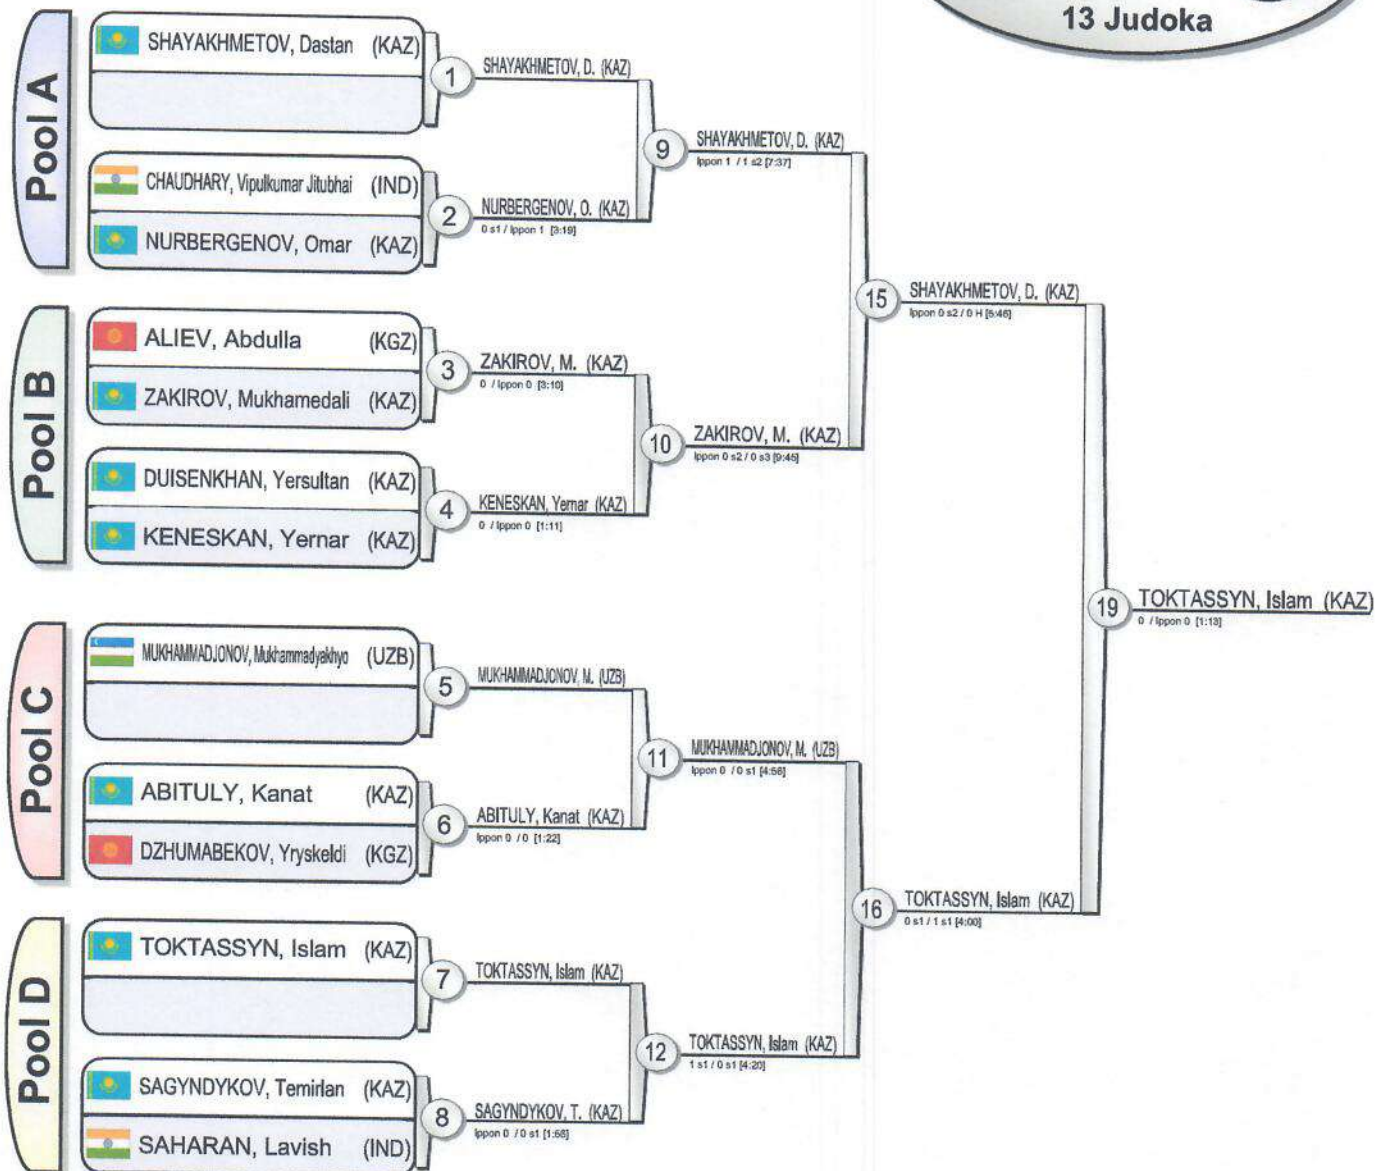 13 Judoka
Pool A
SHAYAKHMETOV, Dastan (KAZ)
CHAUDHARY, Vipulkumar Jitubhai (IND)
NURBERGENOV, Omar (KAZ)
1
SHAYAKHMETOV, D. (KAZ)
2
NURBERGENOV, O. (KAZ)
0 s1 / Ippon 1 [3:19]
9
SHAYAKHMETOV, D. (KAZ)
Ippon 1 / 1 s2 [7:37]
Pool B
ALIEV, Abdulla (KGZ)
ZAKIROV, Mukhamedali (KAZ)
DUISENKHAN, Yersultan (KAZ)
KENESKAN, Yernar (KAZ)
3
ZAKIROV, M. (KAZ)
0 / Ippon 0 [3:10]
4
KENESKAN, Yernar (KAZ)
0 / Ippon 0 [1:11]
10
ZAKIROV, M. (KAZ)
Ippon 0 s2 / 0 s3 [9:45]
15
SHAYAKHMETOV, D. (KAZ)
Ippon 0 s2 / 0 H [5:46]
Pool C
MUKHAMMADJONOV, Mukhammadyakhyo (UZB)
ABITULY, Kanat (KAZ)
DZHUMABEKOV, Yryskeldi (KGZ)
5
MUKHAMMADJONOV, M. (UZB)
6
ABITULY, Kanat (KAZ)
Ippon 0 / 0 [1:22]
11
MUKHAMMADJONOV, M. (UZB)
Ippon 0 / 0 s1 [4:56]
Pool D
TOKTASSYN, Islam (KAZ)
SAGYNDYKOV, Temirlan (KAZ)
SAHARAN, Lavish (IND)
7
TOKTASSYN, Islam (KAZ)
8
SAGYNDYKOV, T. (KAZ)
Ippon 0 / 0 s1 [1:56]
12
TOKTASSYN, Islam (KAZ)
1 s1 / 0 s1 [4:20]
16
TOKTASSYN, Islam (KAZ)
0 s1 / 1 s1 [4:00]
19
TOKTASSYN, Islam (KAZ)
0 / Ippon 0 [1:13]